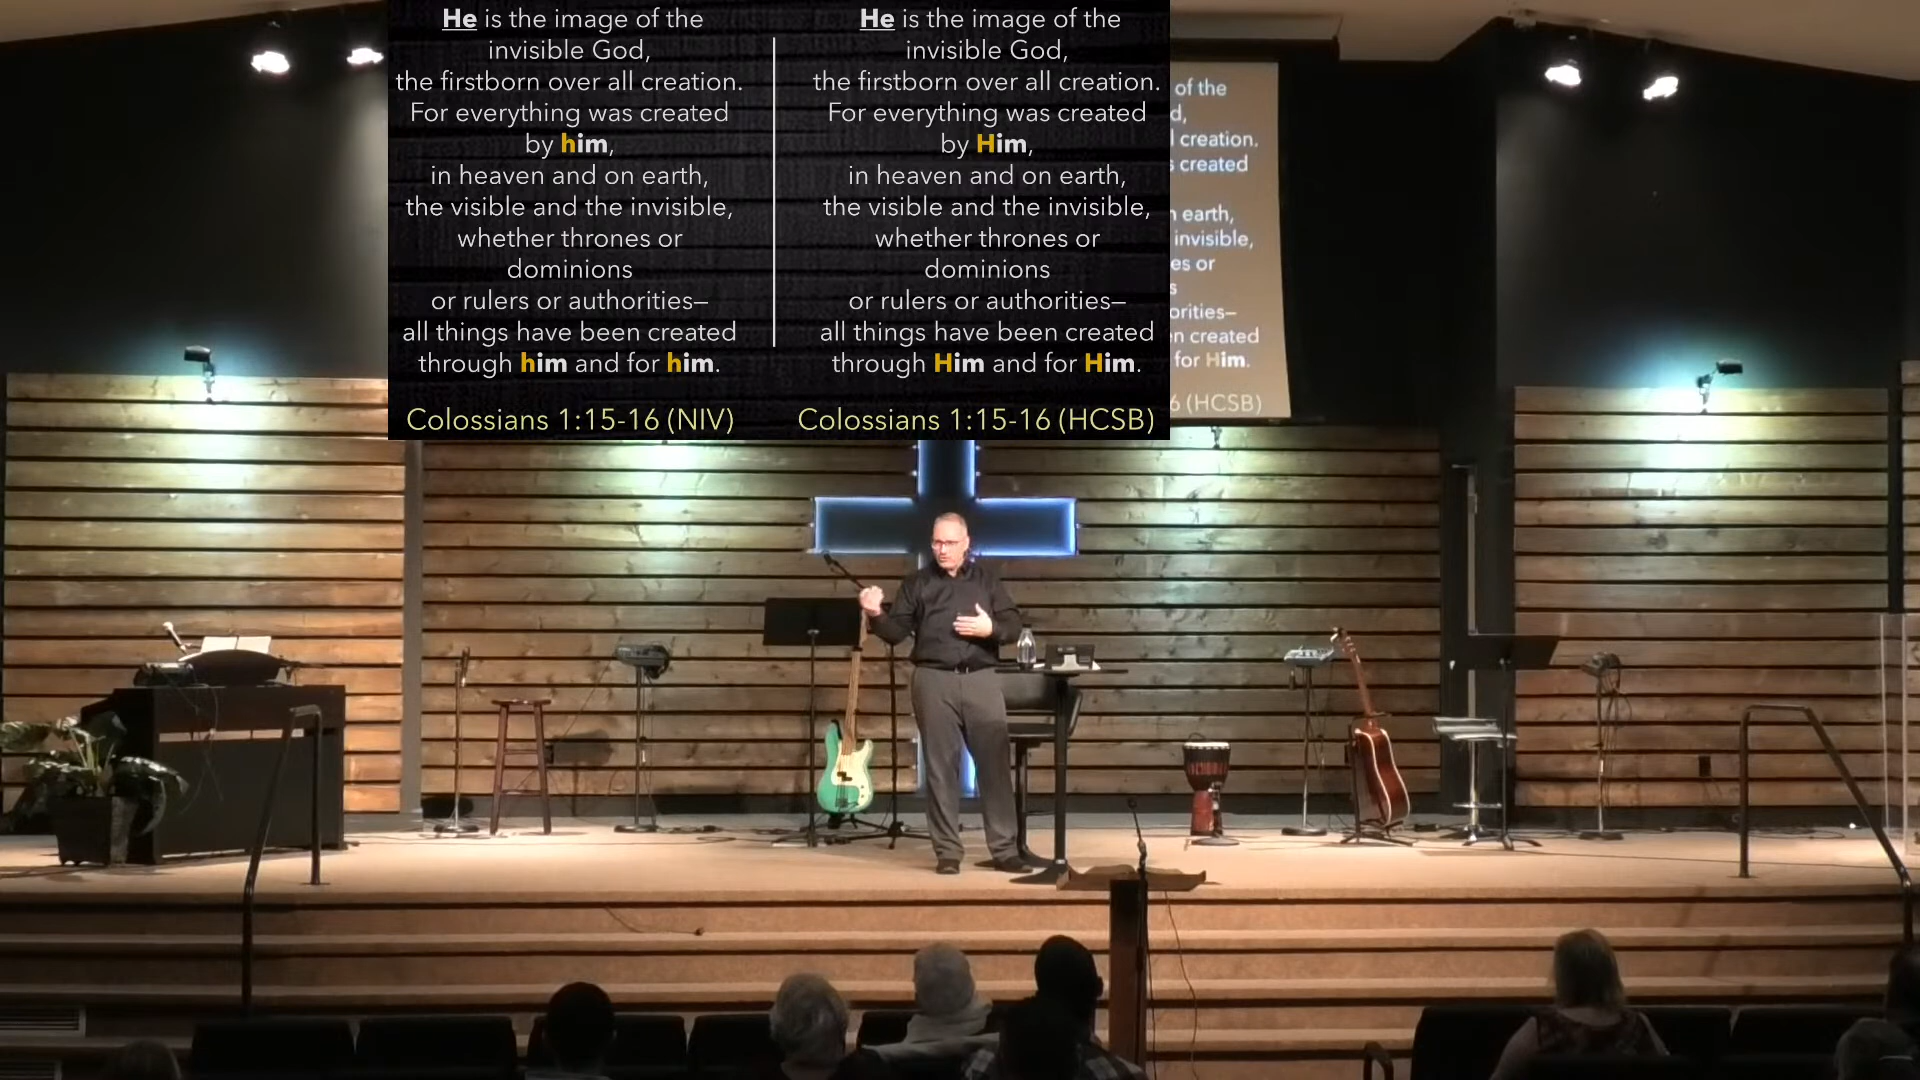 He is the image of the
invisible God,
the firstborn over all creation.
For everything was created
by him,
in heaven and on earth,
the visible and the invisible,
whether thrones or
dominions
or rulers or authorities—
all things have been created
through him and for him.
Colossians 1:15-16 (NIV)
He is the image of the
invisible God,
the firstborn over all creation.
For everything was created
by Him,
in heaven and on earth,
the visible and the invisible,
whether thrones or
dominions
or rulers or authorities—
all things have been created
through Him and for Him.
Colossians 1:15-16 (HCSB)
of the
d,
l creation.
s created
n earth,
invisible,
es or
s
orities—
n created
for Him.
6 (HCSB)